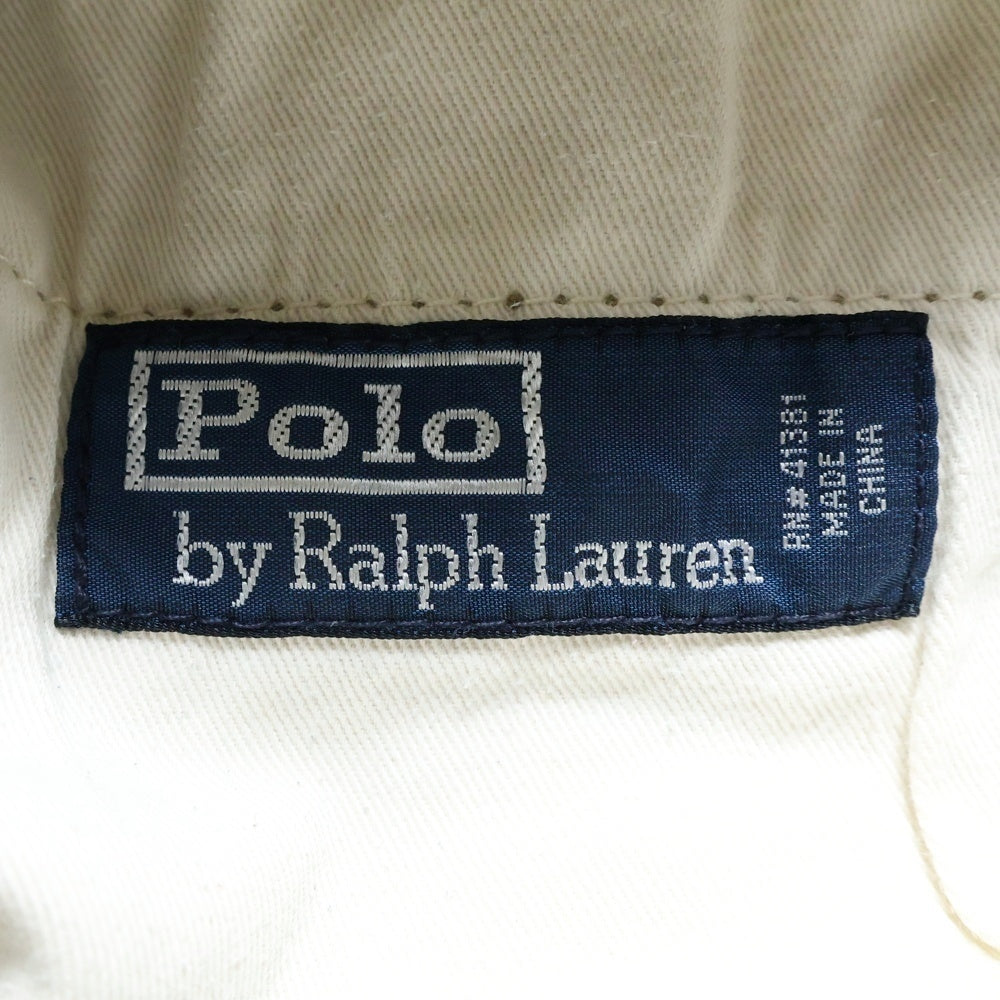 Polo
by Ralph Lauren
RN# 41381
MADE IN
CHINA